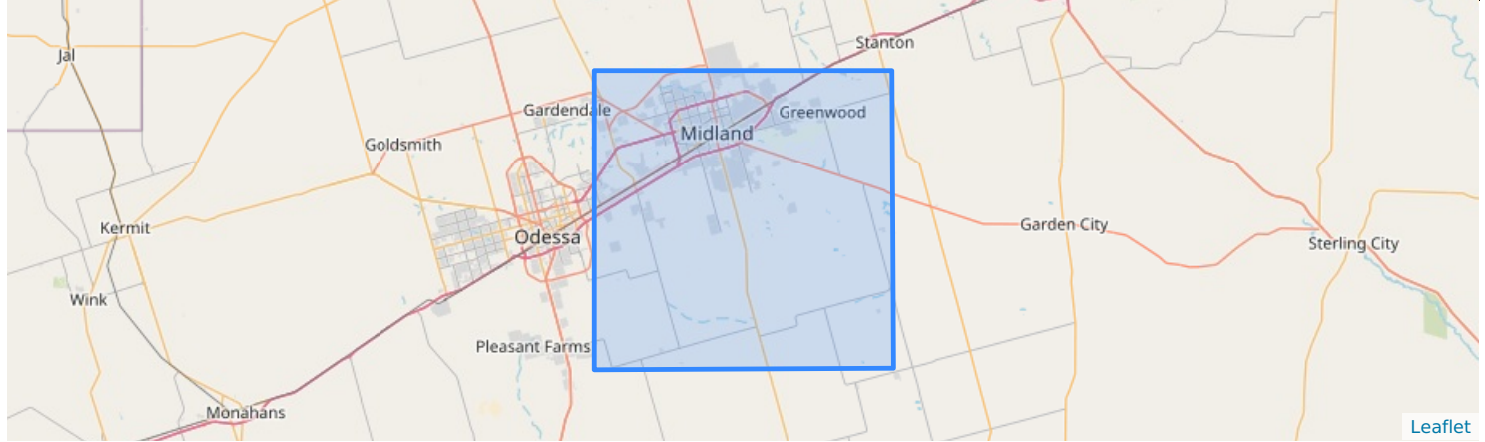 Stanton
Jal
Gardendale
Greenwood
Midland
Goldsmith
Garden City
Kermit
Odessa
Sterling City
Wink
Pleasant Farms
Monahans
Leaflet